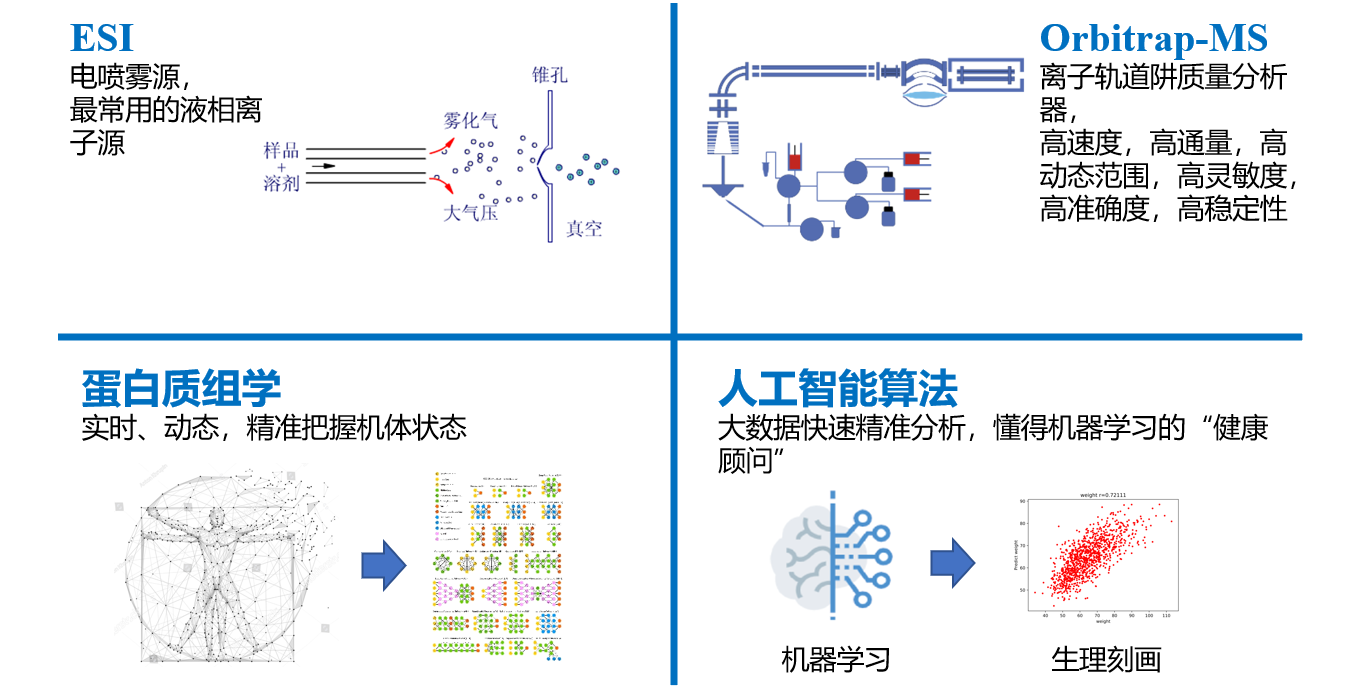 ESI
电喷雾源，
最常用的液相离
子源
锥孔
雾化气
样品
+
溶剂
大气压
真空
Orbitrap-MS
离子轨道阱质量分析
器，
高速度，高通量，高
动态范围，高灵敏度，
高准确度，高稳定性
蛋白质组学
实时、动态，精准把握机体状态
人工智能算法
大数据快速精准分析，懂得机器学习的“健康
顾问”
weight r=0.72111
Predict weight
90
80
70
60
50
40 50 60 70 80 90 100 110
weight
机器学习
生理刻画